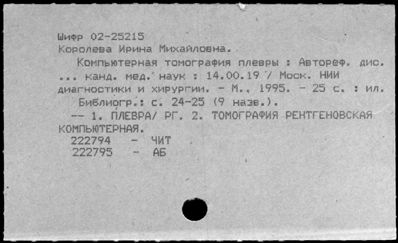 Шифр 02-25215
Королева Ирина Михайловна.
Компьютерная томография плевры : Автореф. дис.
... канд. мед. наук : 14.00.19 / Моск. НИИ
диагностики и хирургии. - М., 1995. - 25 с. : ил.
Библиогр.: с. 24-25 (9 назв.).
-- 1. ПЛЕВРА/ РГ. 2. ТОМОГРАФИЯ РЕНТГЕНОВСКАЯ
КОМПЬЮТЕРНАЯ.
222794 - ЧИТ
222795 - АБ